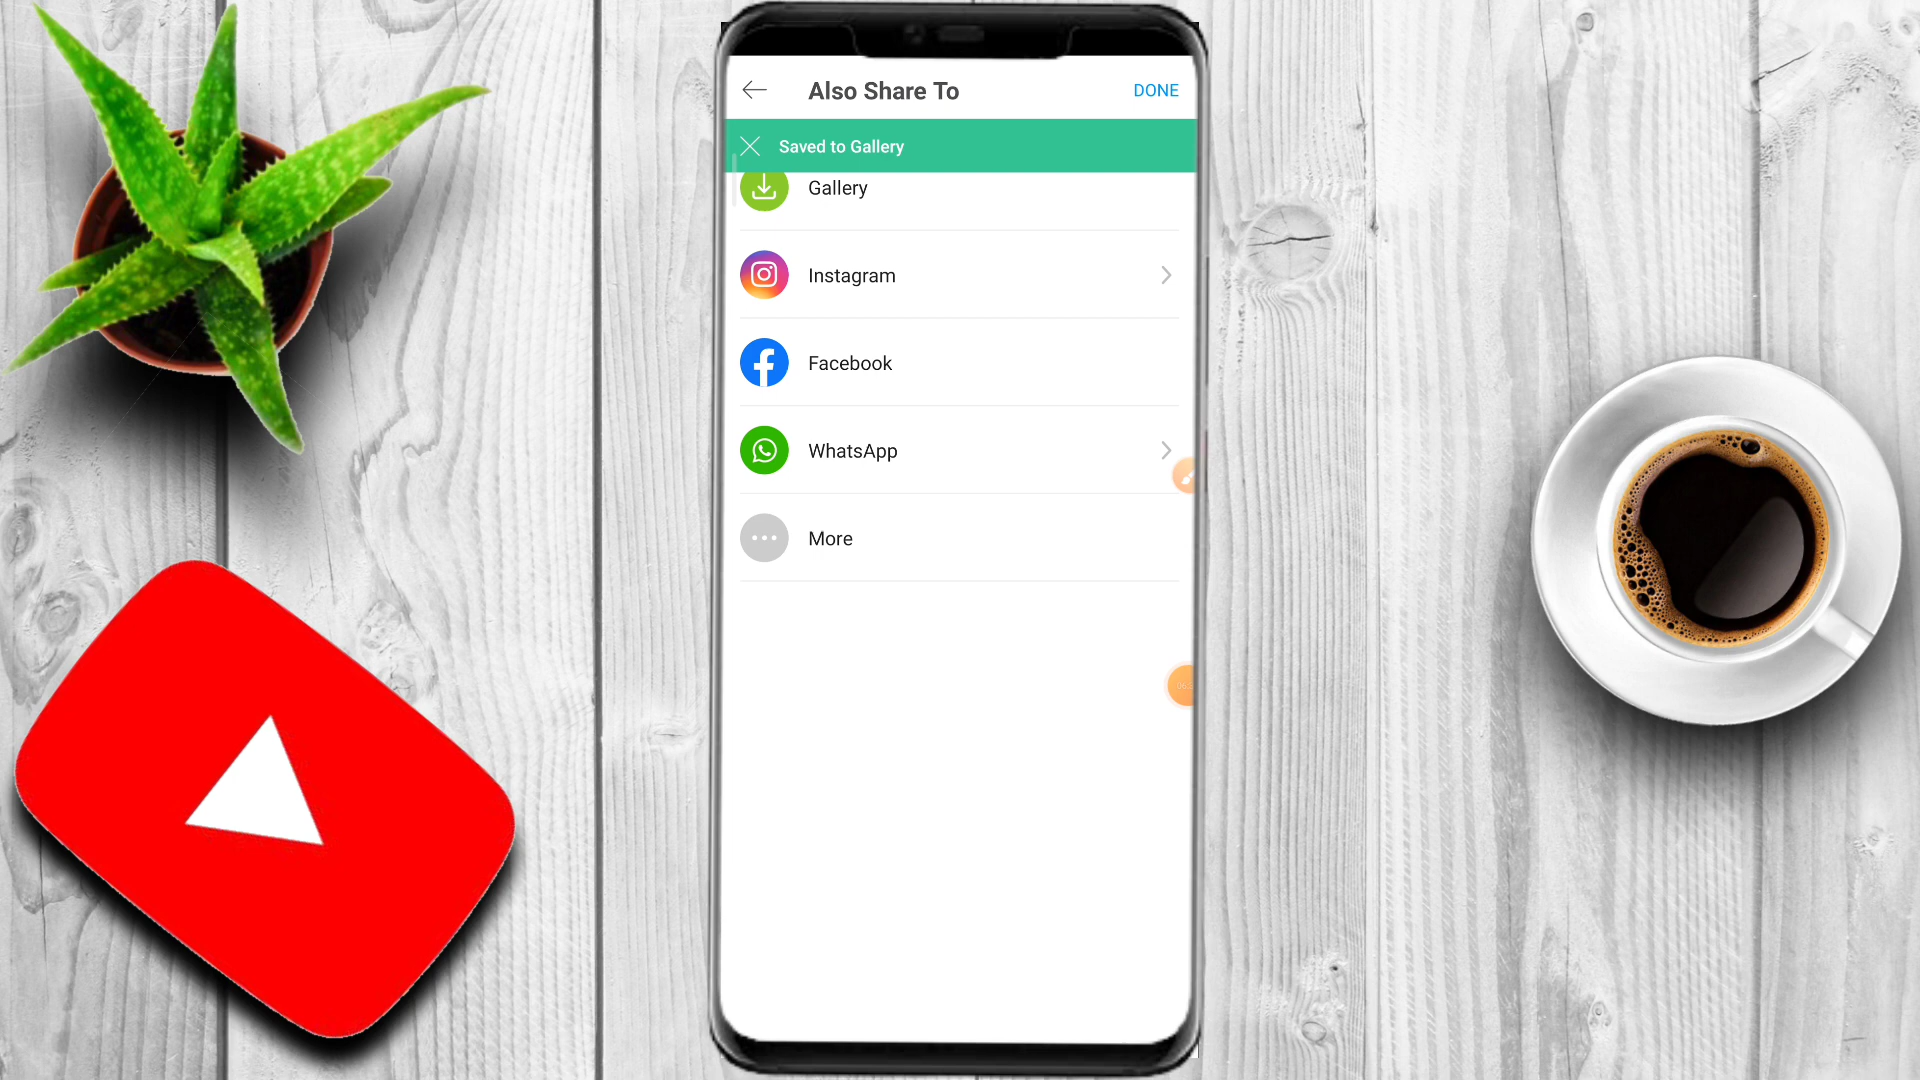 Also Share To
DONE
Saved to Gallery
Gallery
Instagram
Facebook
WhatsApp
More